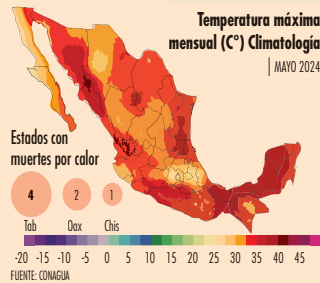 Temperatura máxima
mensual (C°) Climatología
MAYO 2024
Estados con
muertes por calor
4 2 1
Tab Oax Chis
-20 -15 -10 -5 0 5 10 15 20 25 30 35 40 45
FUENTE: CONAGUA